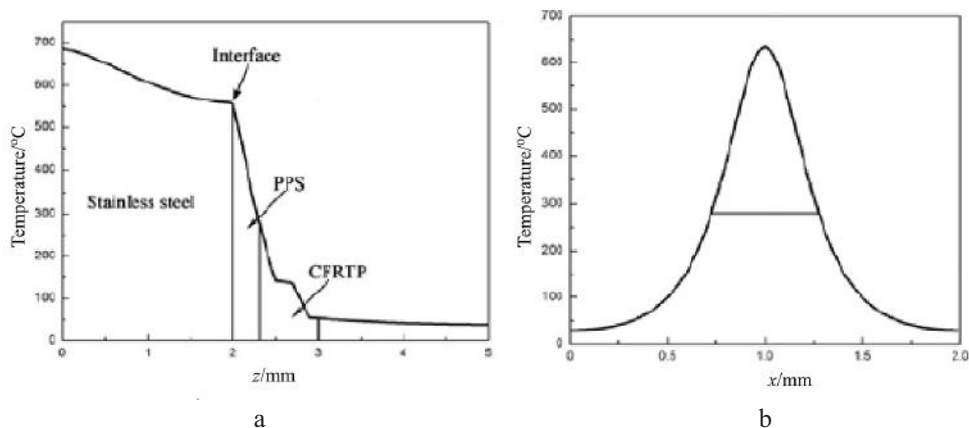 700
600
500
400
300
200
100
0
Temperature/°C
Interface
PPS
Stainless steel
CFRTP
0 1 2 3 4 5
z/mm
a
700
600
500
400
300
200
100
0
Temperature/°C
0 0.5 1.0 1.5 2.0
x/mm
b